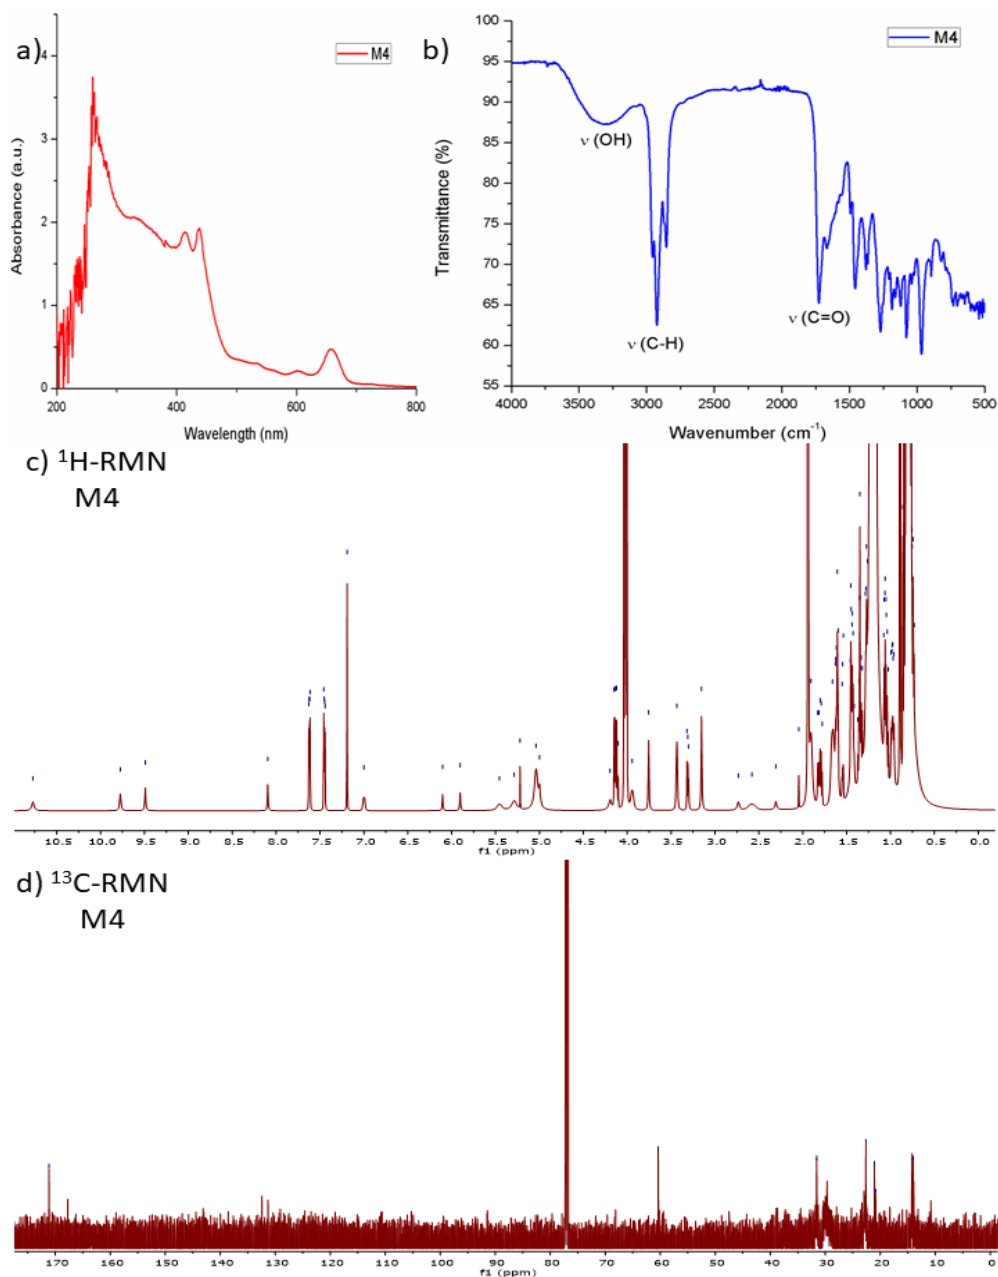 a)
M4
4
3
2
1
0
200 400 600 800
Absorbance (a.u.)
Wavelength (nm)
b)
M4
100
95
90
85
80
75
70
65
60
55
4000 3500 3000 2500 2000 1500 1000 500
Transmittance (%)
Wavenumber (cm⁻¹)
ν (OH)
ν (C-H)
ν (C=O)
c) ¹H-RMN
M4
10.5 10.0 9.5 9.0 8.5 8.0 7.5 7.0 6.5 6.0 5.5 5.0 4.5 4.0 3.5 3.0 2.5 2.0 1.5 1.0 0.5 0.0
f1 (ppm)
d) ¹³C-RMN
M4
170 160 150 140 130 120 110 100 90 80 70 60 50 40 30 20 10 0
f1 (ppm)